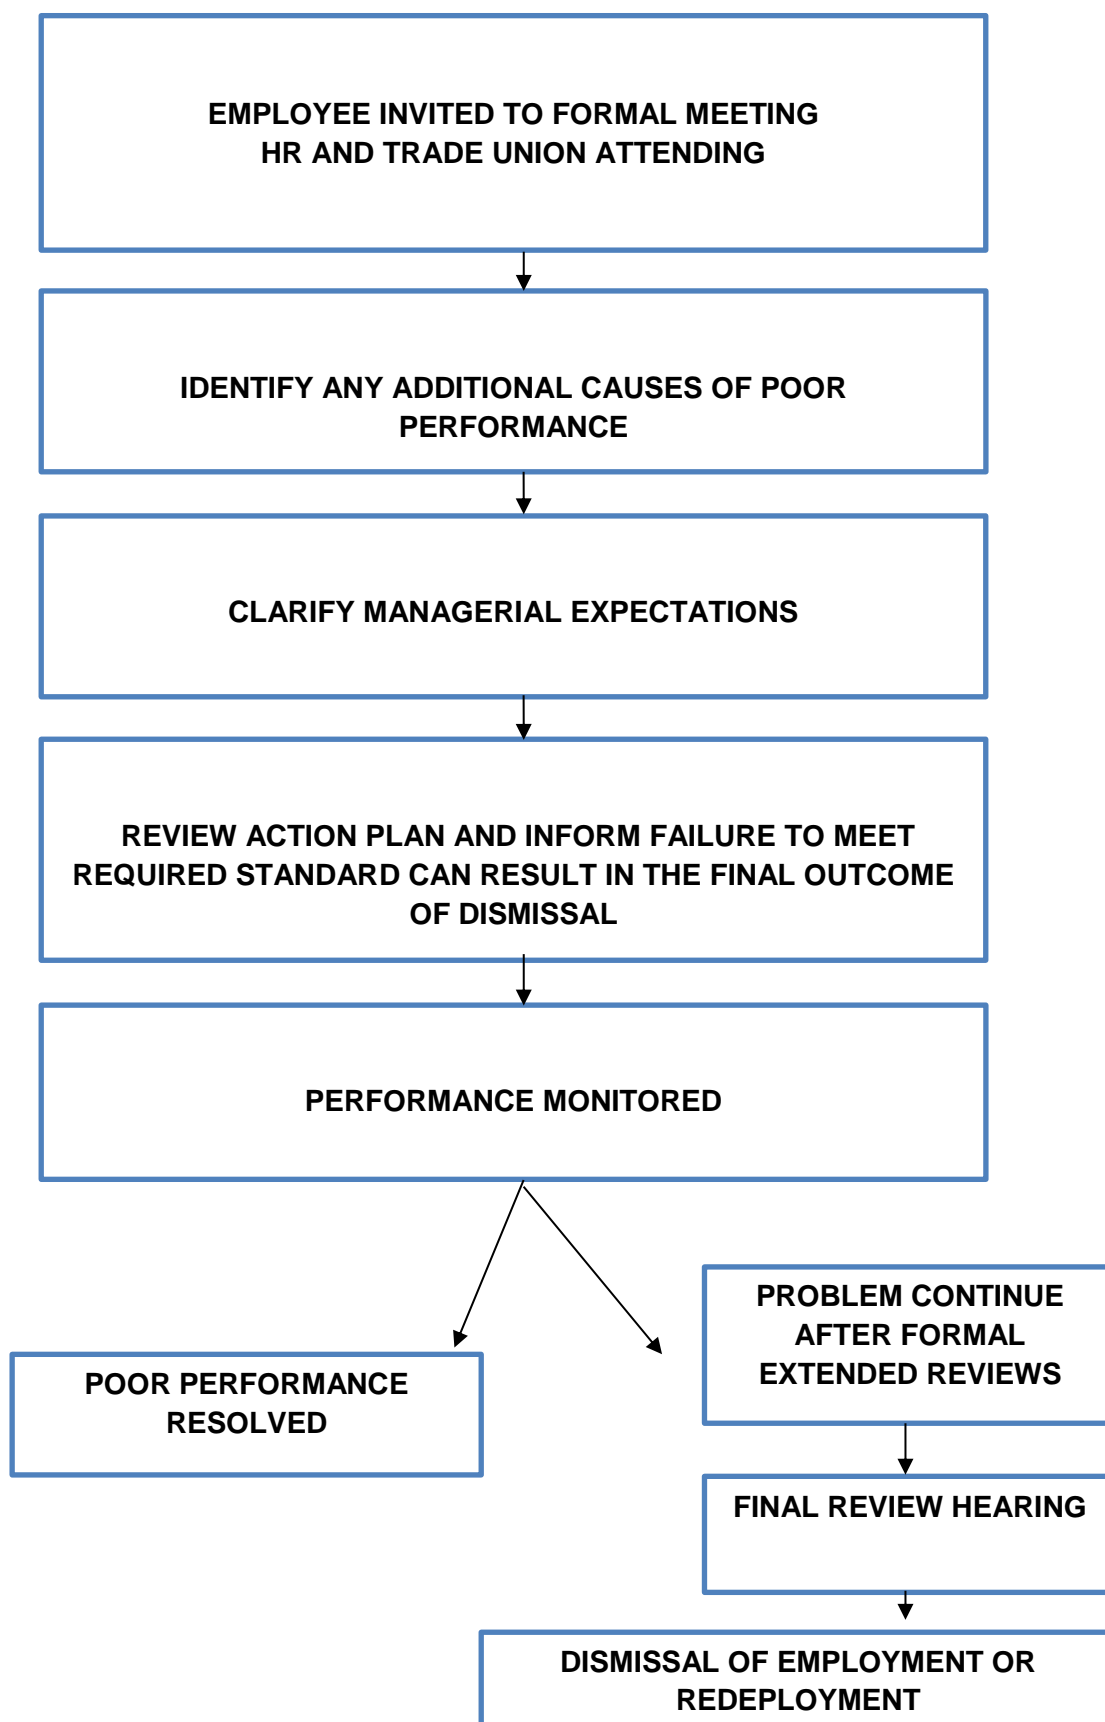 EMPLOYEE INVITED TO FORMAL MEETING
HR AND TRADE UNION ATTENDING
IDENTIFY ANY ADDITIONAL CAUSES OF POOR
PERFORMANCE
CLARIFY MANAGERIAL EXPECTATIONS
REVIEW ACTION PLAN AND INFORM FAILURE TO MEET
REQUIRED STANDARD CAN RESULT IN THE FINAL OUTCOME
OF DISMISSAL
PERFORMANCE MONITORED
POOR PERFORMANCE
RESOLVED
PROBLEM CONTINUE
AFTER FORMAL
EXTENDED REVIEWS
FINAL REVIEW HEARING
DISMISSAL OF EMPLOYMENT OR
REDEPLOYMENT